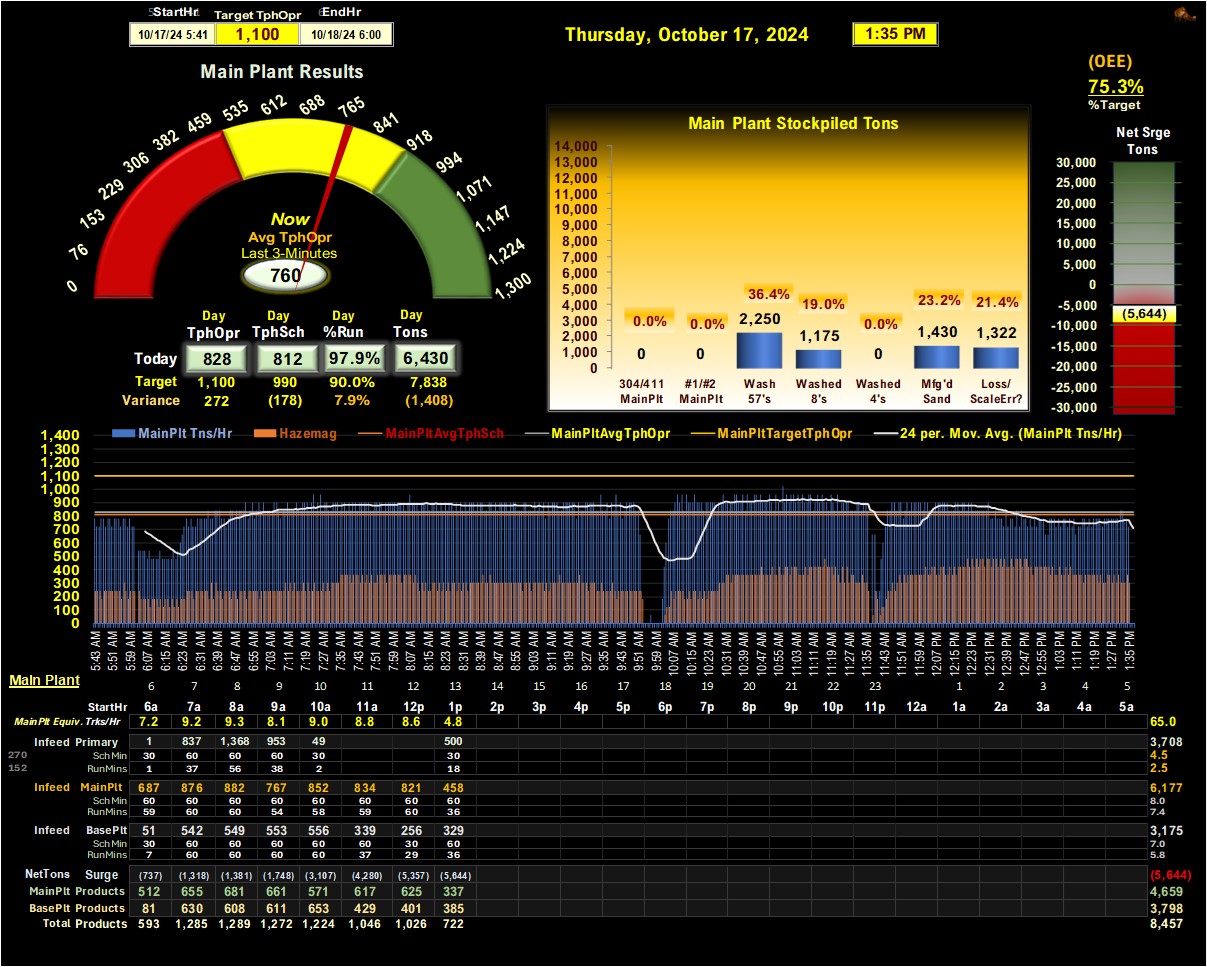 StartHr Target TphOpr EndHr
10/17/24 5:41 1,100 10/18/24 6:00
Thursday, October 17, 2024 1:35 PM
(OEE)
75.3%
%Target
Main Plant Results
0 76 153 229 306 382 459 535 612 688 765 841 918 994 1,071 1,147 1,224 1,300
Now
Avg TphOpr
Last 3-Minutes
760
Day Day Day Day
TphOpr TphSch %Run Tons
Today 828 812 97.9% 6,430
Target 1,100 990 90.0% 7,838
Variance 272 (178) 7.9% (1,408)
Main Plant Stockpiled Tons
14,000
13,000
12,000
11,000
10,000
9,000
8,000
7,000
6,000
5,000
4,000
3,000
2,000
1,000
0
0.0% 0.0% 36.4% 19.0% 0.0% 23.2% 21.4%
0 0 2,250 1,175 0 1,430 1,322
304/411 #1/#2 Wash Washed Washed Mfg'd Loss/
MainPlt MainPlt 57's 8's 4's Sand ScaleErr?
Net Srge
Tons
30,000
25,000
20,000
15,000
10,000
5,000
0
-5,000
(5,644)
-10,000
-15,000
-20,000
-25,000
-30,000
MainPlt Tns/Hr Hazemag MainPltAvgTphSch MainPltAvgTphOpr MainPltTargetTphOpr 24 per. Mov. Avg. (MainPlt Tns/Hr)
1,400
1,300
1,200
1,100
1,000
900
800
700
600
500
400
300
200
100
0
5:43 AM 5:51 AM 5:59 AM 6:07 AM 6:15 AM 6:23 AM 6:31 AM 6:39 AM 6:47 AM 6:55 AM 7:03 AM 7:11 AM 7:19 AM 7:27 AM 7:35 AM 7:43 AM 7:51 AM 7:59 AM 8:07 AM 8:15 AM 8:23 AM 8:31 AM 8:39 AM 8:47 AM 8:55 AM 9:03 AM 9:11 AM 9:19 AM 9:27 AM 9:35 AM 9:43 AM 9:51 AM 9:59 AM 10:07 AM 10:15 AM 10:23 AM 10:31 AM 10:39 AM 10:47 AM 10:55 AM 11:03 AM 11:11 AM 11:19 AM 11:27 AM 11:35 AM 11:43 AM 11:51 AM 11:59 AM 12:07 PM 12:15 PM 12:23 PM 12:31 PM 12:39 PM 12:47 PM 12:55 PM 1:03 PM 1:11 PM 1:19 PM 1:27 PM 1:35 PM
Main Plant
6 7 8 9 10 11 12 13 14 15 16 17 18 19 20 21 22 23 1 2 3 4 5
StartHr 6a 7a 8a 9a 10a 11a 12p 1p 2p 3p 4p 5p 6p 7p 8p 9p 10p 11p 12a 1a 2a 3a 4a 5a
MainPlt Equiv. Trks/Hr 7.2 9.2 9.3 8.1 9.0 8.8 8.6 4.8 65.0
Infeed Primary 1 837 1,368 953 49 500 3,708
270 Sch Min 30 60 60 60 30 30 4.5
152 RunMins 1 37 56 38 2 18 2.5
Infeed MainPlt 687 876 882 767 852 834 821 458 6,177
Sch Min 60 60 60 60 60 60 60 60 8.0
RunMins 59 60 60 54 58 59 60 36 7.4
Infeed BasePlt 51 542 549 553 556 339 256 329 3,175
Sch Min 30 60 60 60 60 60 30 60 7.0
RunMins 7 60 60 60 60 37 29 36 5.8
NetTons Surge (737) (1,318) (1,381) (1,748) (3,107) (4,280) (5,357) (5,644) (5,644)
MainPlt Products 512 655 681 661 571 617 625 337 4,659
BasePlt Products 81 630 608 611 653 429 401 385 3,798
Total Products 593 1,285 1,289 1,272 1,224 1,046 1,026 722 8,457